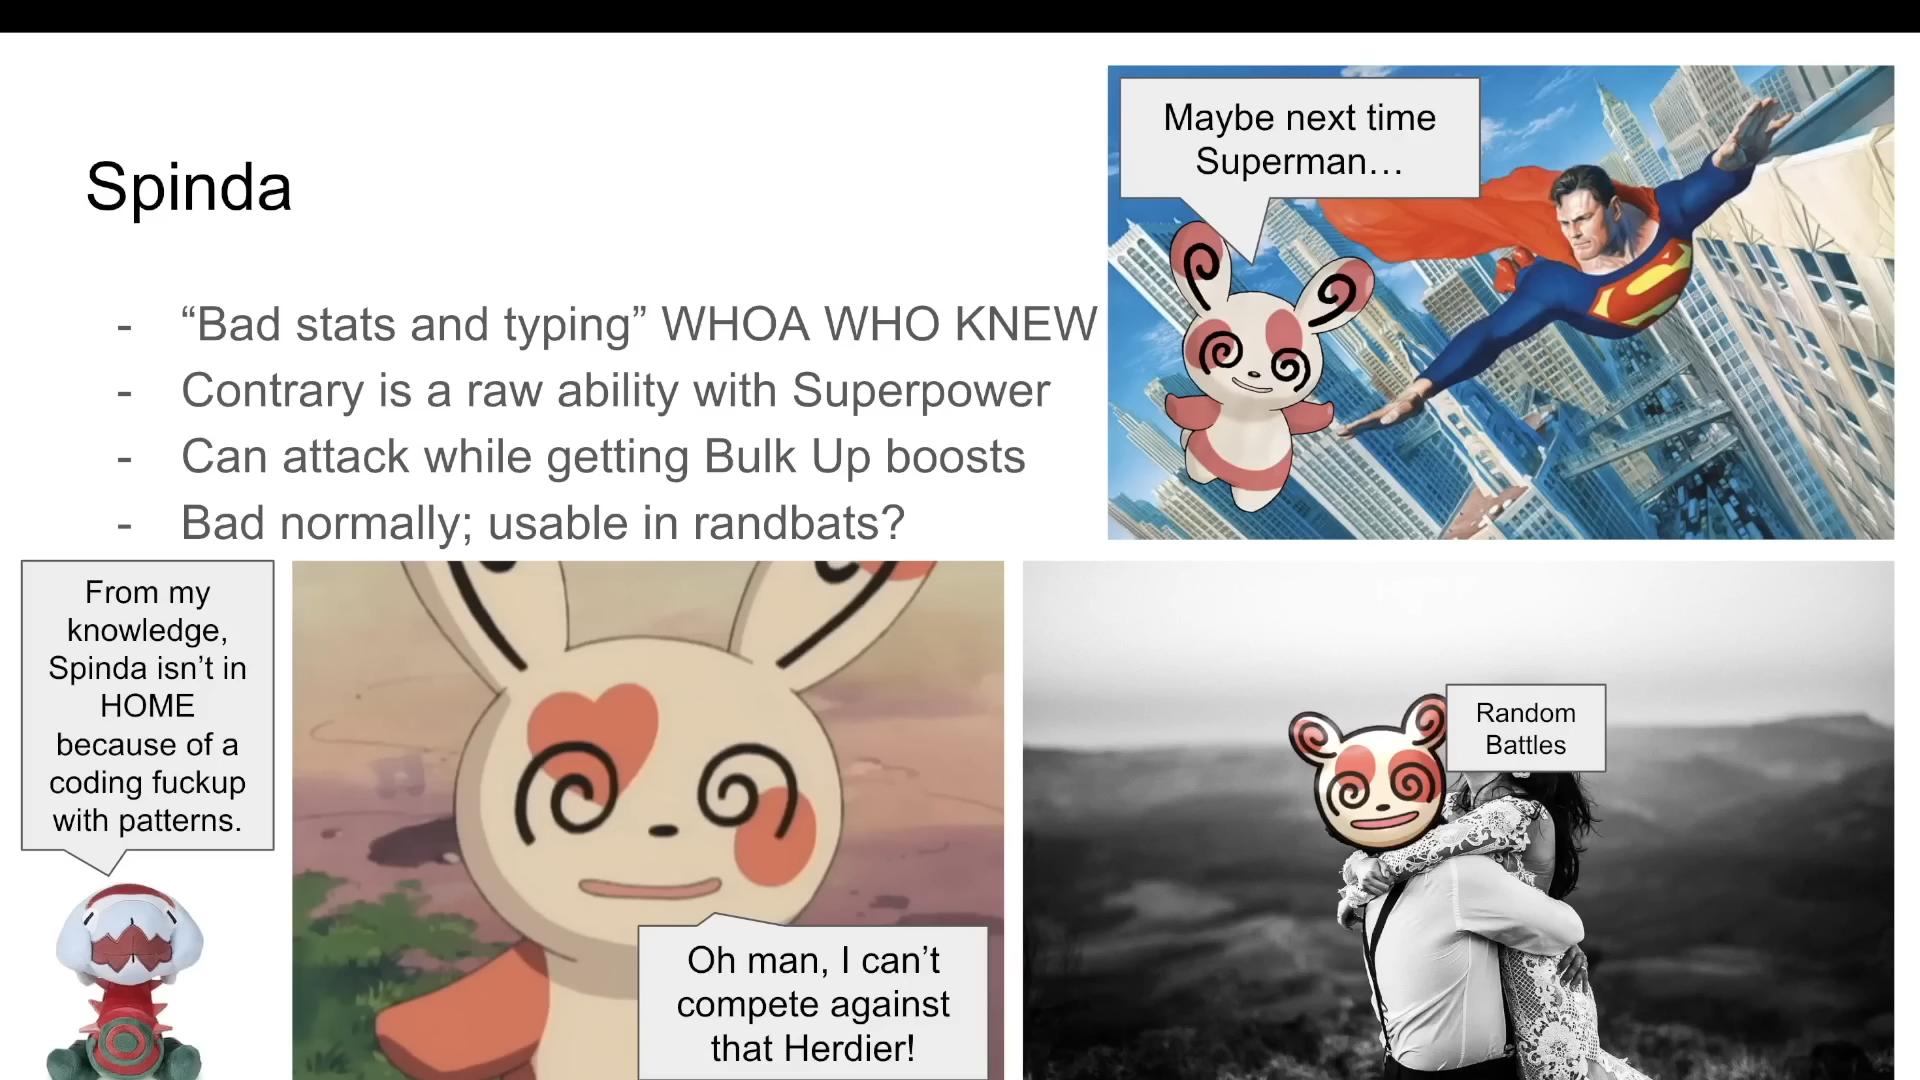 Spinda
- “Bad stats and typing” WHOA WHO KNEW
- Contrary is a raw ability with Superpower
- Can attack while getting Bulk Up boosts
- Bad normally; usable in randbats?
Maybe next time
Superman…
From my
knowledge,
Spinda isn’t in
HOME
because of a
coding fuckup
with patterns.
Oh man, I can’t
compete against
that Herdier!
Random
Battles